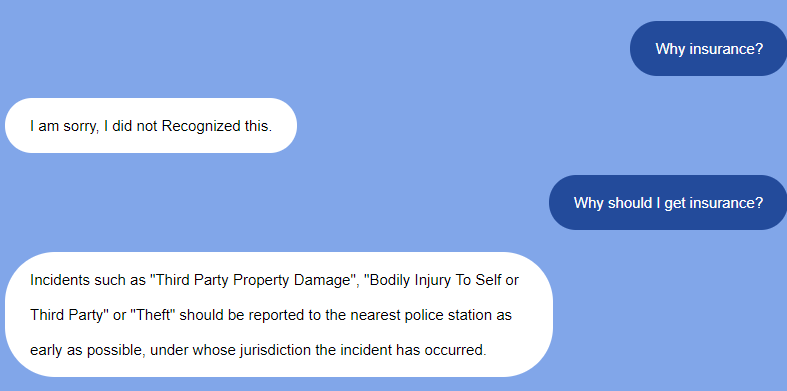 Why insurance?
I am sorry, I did not Recognized this.
Why should I get insurance?
Incidents such as "Third Party Property Damage", "Bodily Injury To Self or
Third Party" or "Theft" should be reported to the nearest police station as
early as possible, under whose jurisdiction the incident has occurred.